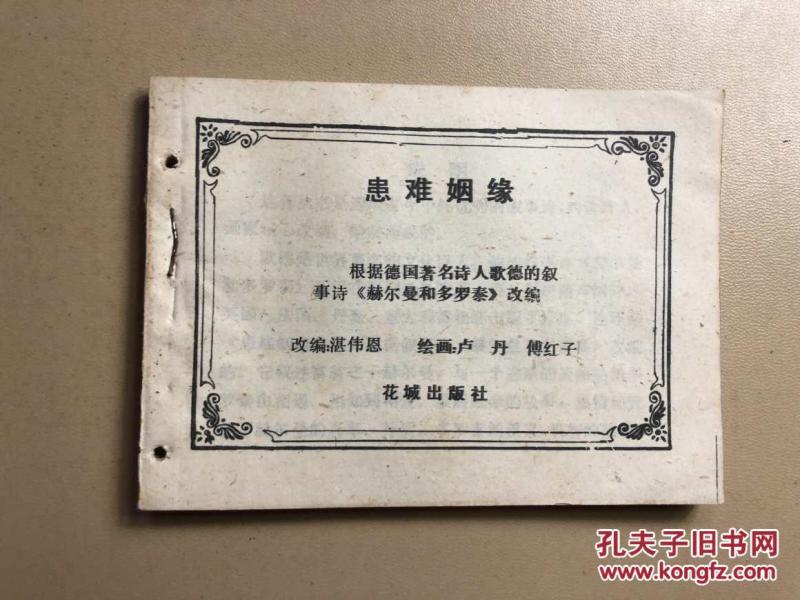 患难姻缘
根据德国著名诗人歌德的叙
事诗《赫尔曼和多罗泰》改编
改编:湛伟恩 绘画:卢 丹 傅红子
花城出版社
孔夫子旧书网
WWW.KONGFZ.COM